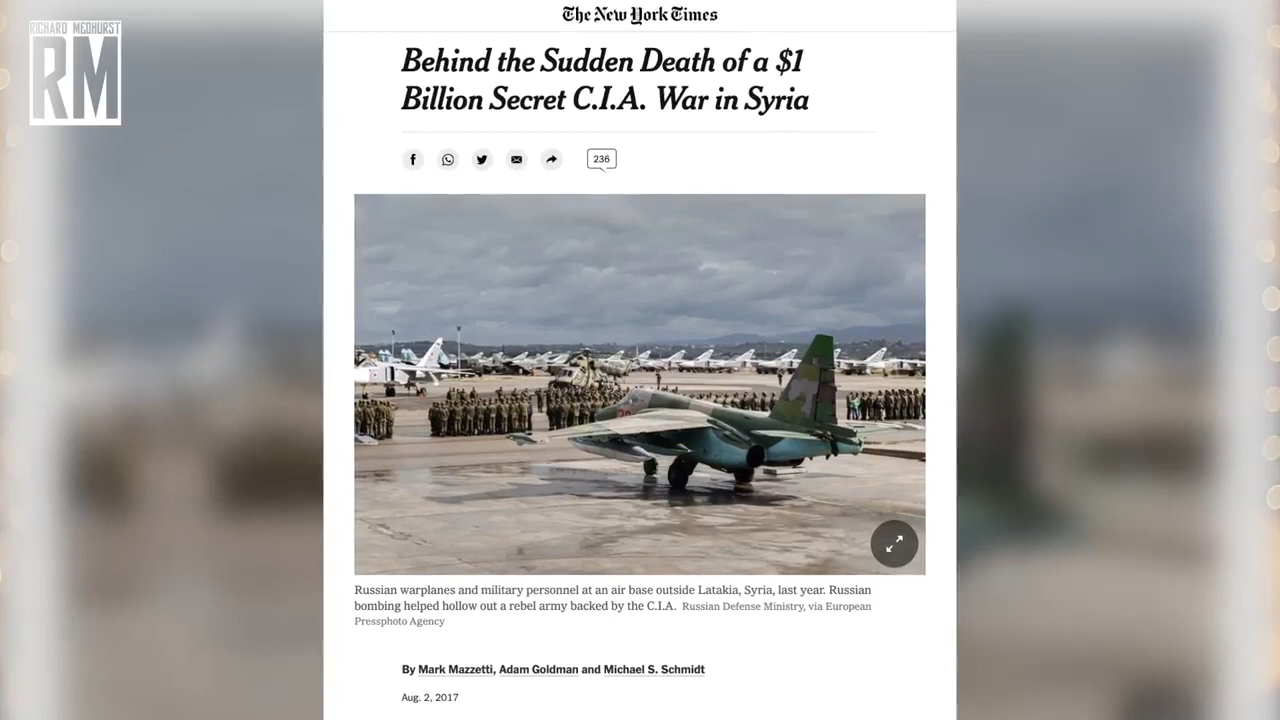 RICHARD MEDHURST
RM
The New York Times
Behind the Sudden Death of a $1
Billion Secret C.I.A. War in Syria
236
Russian warplanes and military personnel at an air base outside Latakia, Syria, last year. Russian
bombing helped hollow out a rebel army backed by the C.I.A. Russian Defense Ministry, via European
Pressphoto Agency
By Mark Mazzetti, Adam Goldman and Michael S. Schmidt
Aug. 2, 2017